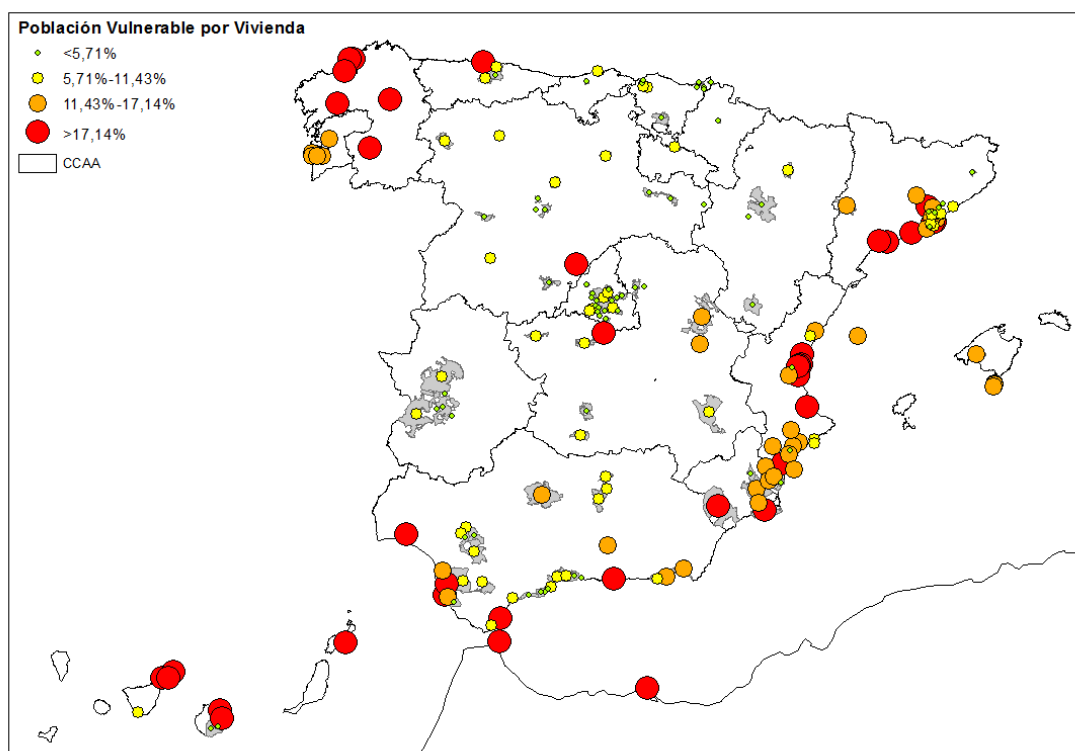 Población Vulnerable por Vivienda
<5,71%
5,71%-11,43%
11,43%-17,14%
>17,14%
CCAA